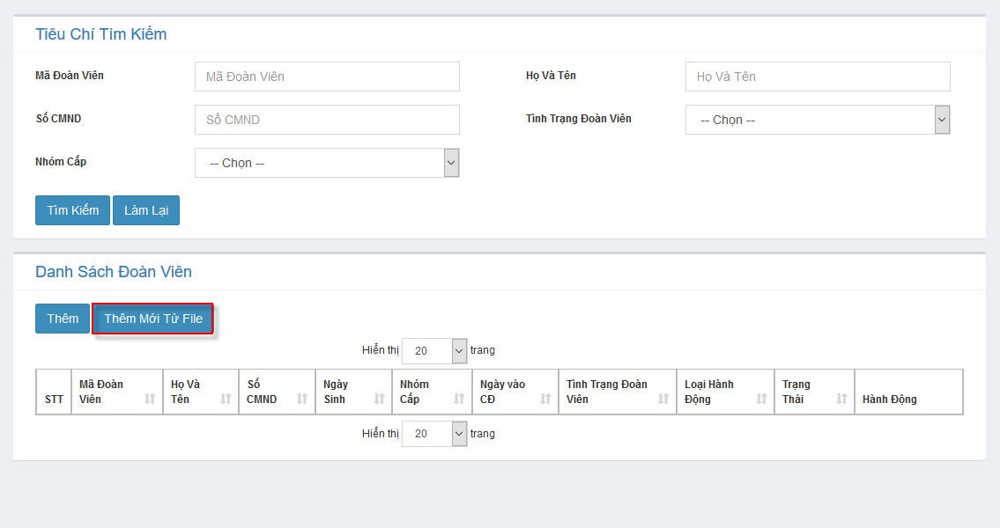 Tiêu Chí Tìm Kiếm
Mã Đoàn Viên Mã Đoàn Viên Họ Và Tên Họ Và Tên
Số CMND Số CMND Tình Trạng Đoàn Viên -- Chọn --
Nhóm Cấp -- Chọn --
Tìm Kiếm Làm Lại
Danh Sách Đoàn Viên
Thêm Thêm Mới Từ File
Hiển thị 20 trang
STT Mã Đoàn Viên Họ Và Tên Số CMND Ngày Sinh Nhóm Cấp Ngày vào CĐ Tình Trạng Đoàn Viên Loại Hành Động Trạng Thái Hành Động
Hiển thị 20 trang